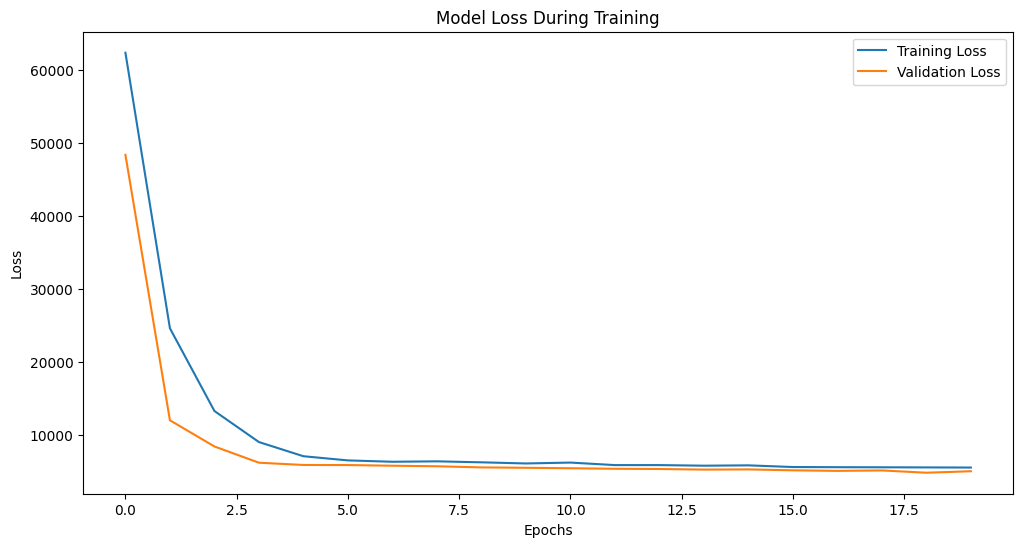 Model Loss During Training
Training Loss
Validation Loss
60000
50000
40000
30000
20000
10000
Loss
0.0 2.5 5.0 7.5 10.0 12.5 15.0 17.5
Epochs